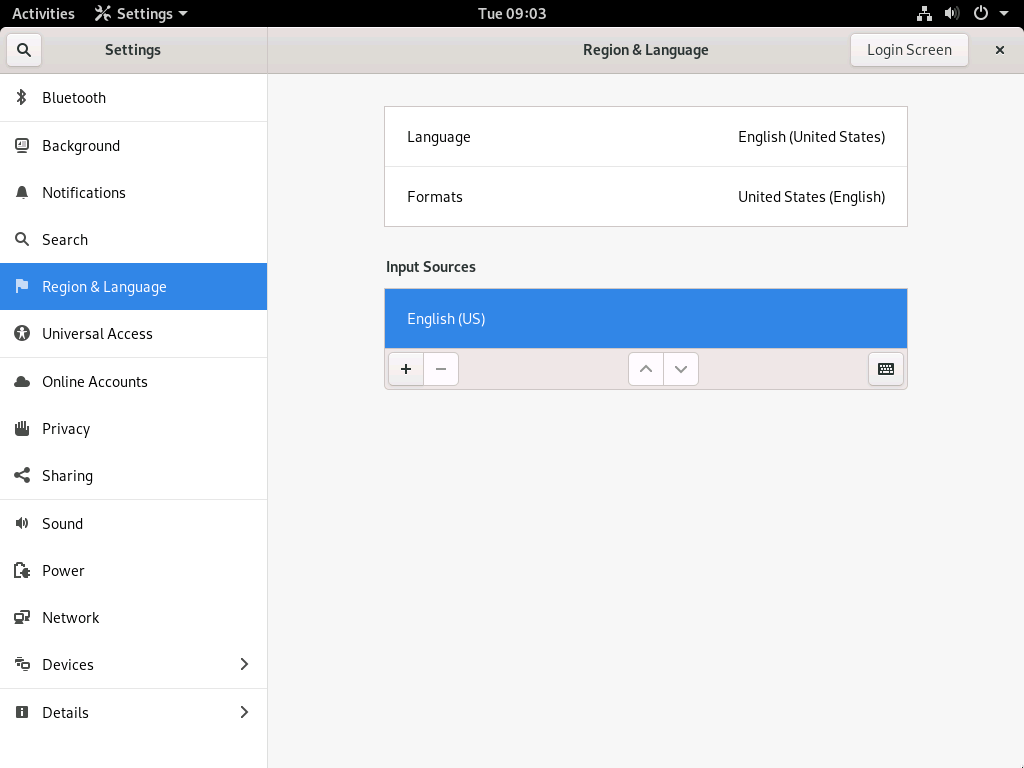 Activities Settings Tue 09:03
Settings Region & Language Login Screen
Bluetooth
Background
Notifications
Search
Region & Language
Universal Access
Online Accounts
Privacy
Sharing
Sound
Power
Network
Devices
Details
Language English (United States)
Formats United States (English)
Input Sources
English (US)